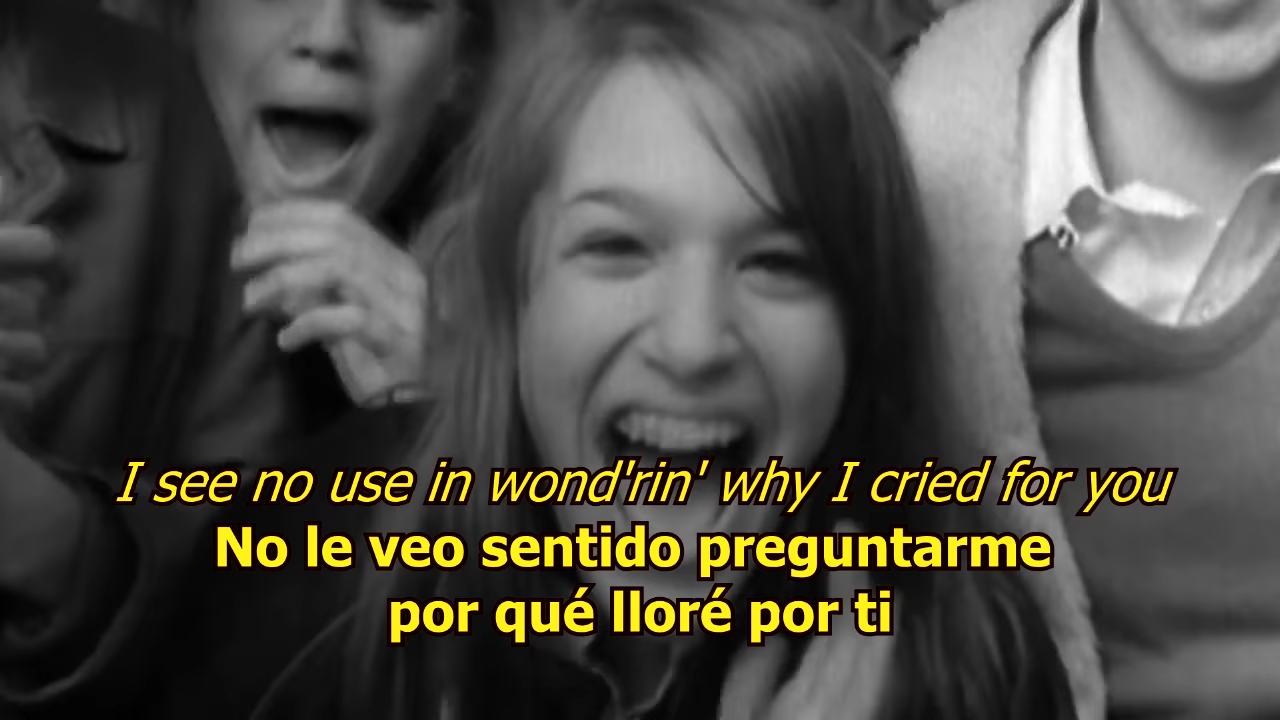 I see no use in wond'rin' why I cried for you
No le veo sentido preguntarme
por qué lloré por ti